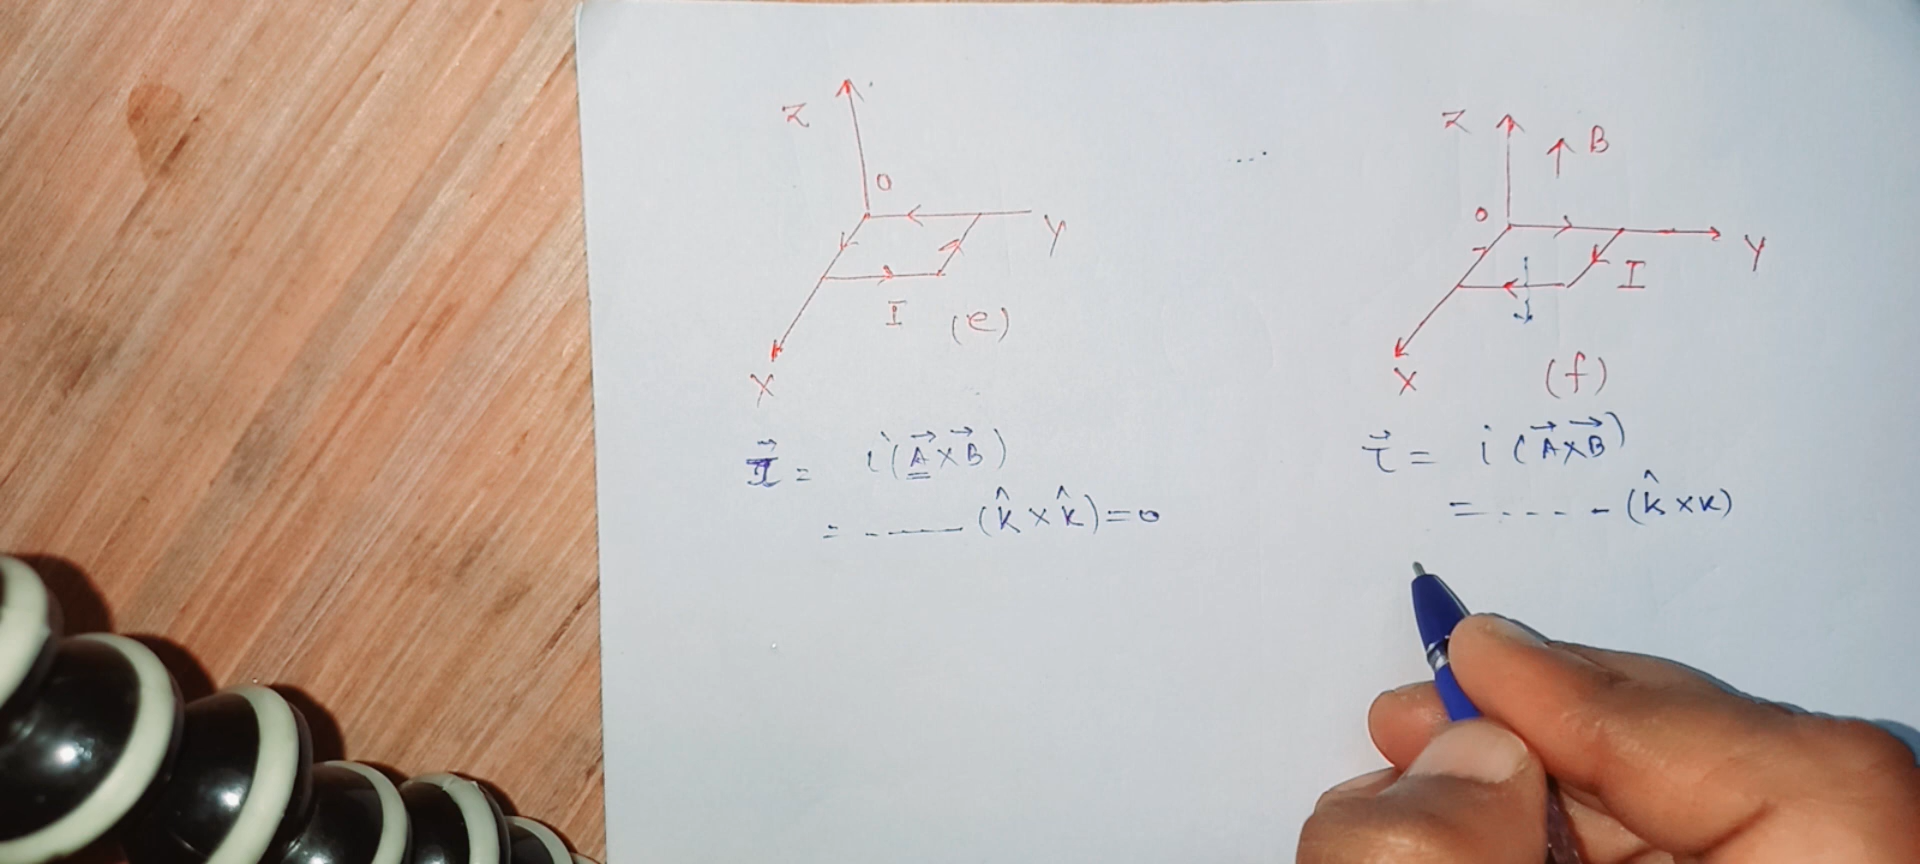 Z
O
Y
I
(e)
X
Z
B
O
Y
I
X
(f)
τ⃗ = i(A⃗×B⃗)
= ------ (k̂ × k̂) = 0
τ⃗ = i(A⃗×B⃗)
= ---- (k̂ × k)